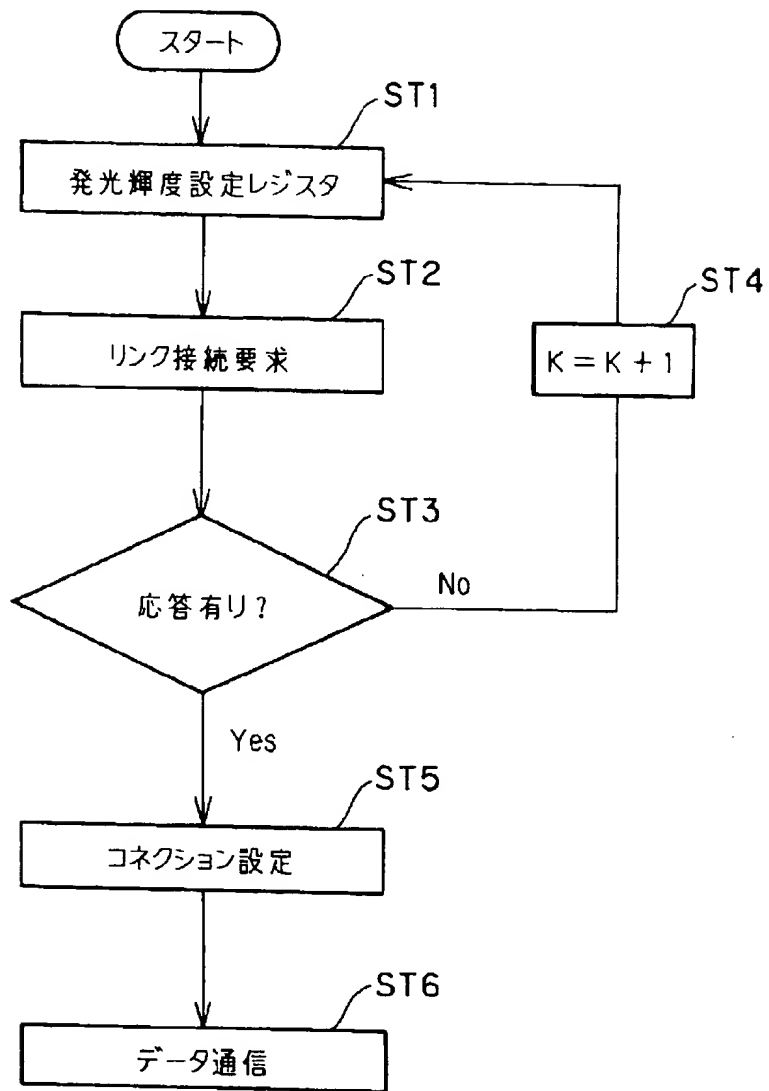 スタート
ST1
発光輝度設定レジスタ
ST2
リンク接続要求
ST4
K=K+1
ST3
応答有り?
No
Yes
ST5
コネクション設定
ST6
データ通信